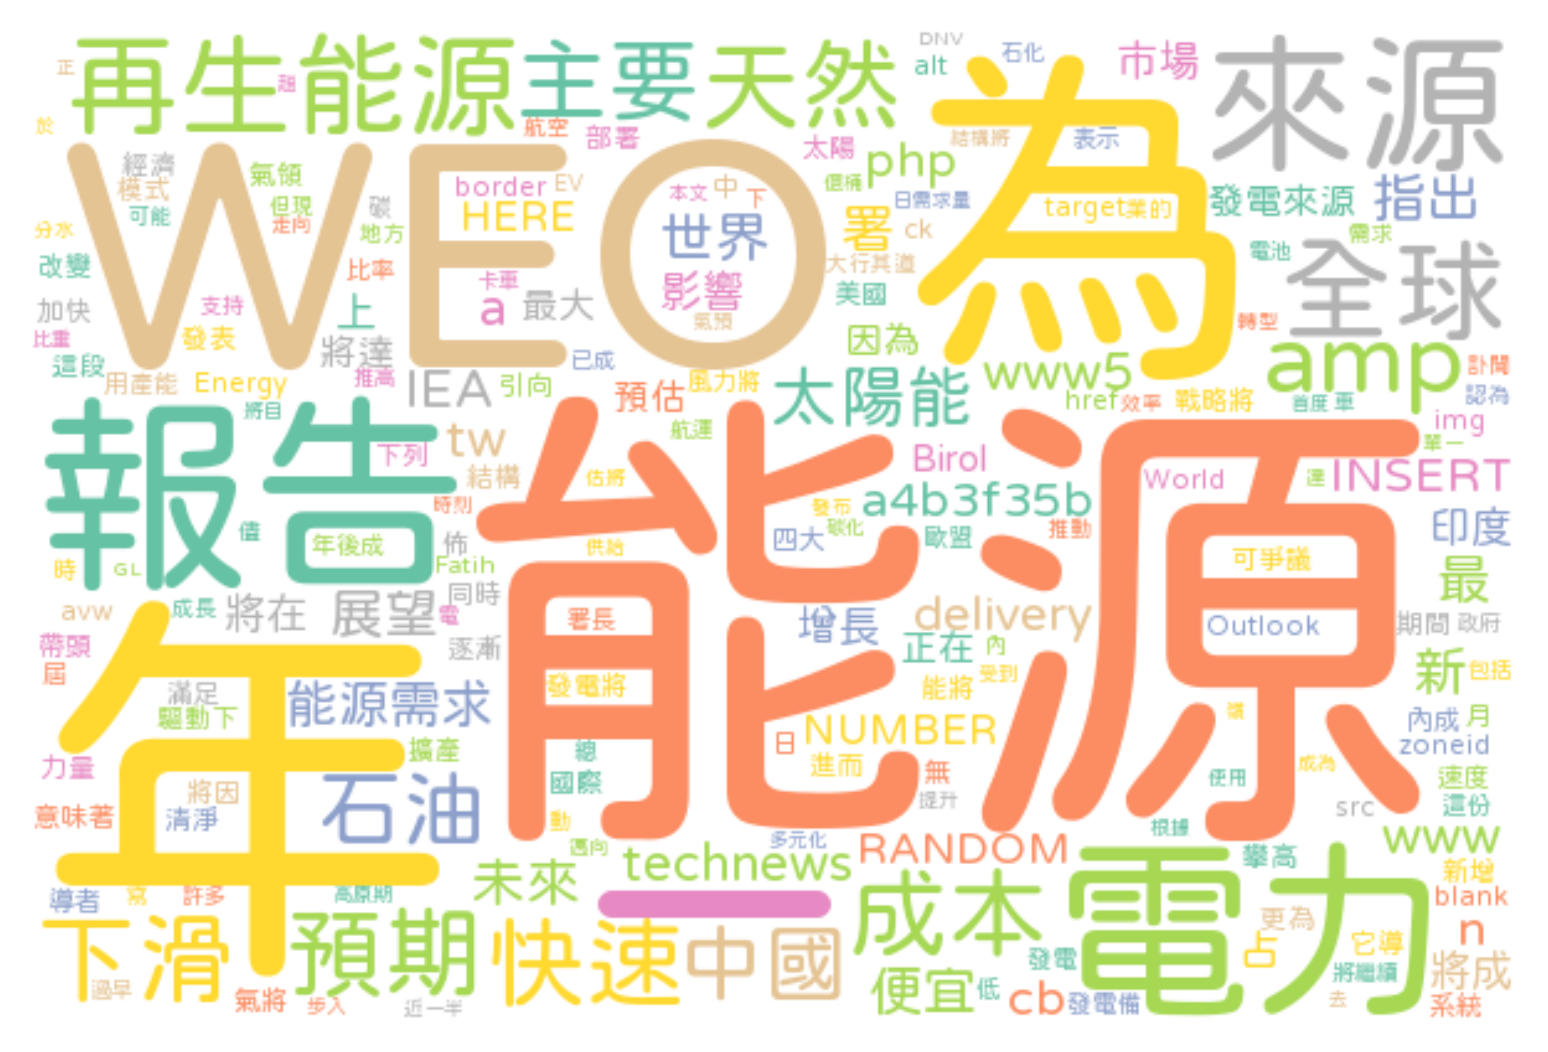 DNV
正
再生能源
趨
主要
天然
alt
石化
市場
來源
為
於
航空
部署
結構將
表示
經濟
氣領
太陽
php
WEO
模式
但現
碳
border
EV
本文
中
下
儇桶
日需求量
target
業的
發電來源
指出
可能
走向
HERE
世界
署
ck
分水
地方
需求
改變
比率
卡車
影響
大行其道
電池
全球
加快
支持
上
a
最大
氣預
美國
轉型
比重
發表
將達
因為
這段
用產能
Energy
推高
IEA
引向
已成
預估
風力將
太陽能
www5
amp
訃聞
認為
將目
href
效率
戰略將
首度
車
報告
tw
航運
img
單一
下列
結構
估將
能源
Birol
World
達
INSERT
時刻
發布
a4b3f35b
碳化
推動
儘
年後成
佈
供給
四大
歐盟
可爭議
印度
時
GL
Fatih
最
avw
成長
將在
展望
電
同時
署長
增長
delivery
Outlook
期間
政府
帶頭
逐漸
正在
內
屆
年
滿足
能源需求
發電將
能將
受到
新
包括
驅動下
擴產
總
日
NUMBER
嶺
內成
月
zoneid
力量
將因
石油
國際
進而
無
使用
成為
速度
意味著
清淨
動
提升
src
這份
邁向
多元化
RANDOM
根據
www
導者
寫
許多
高原期
未來
technews
攀高
新增
blank
下滑
預期
快速
中國
成本
電力
更為
n
過早
便宜
低
發電
占
它導
將成
氣將
步入
近一半
cb
發電備
去
將繼續
系統